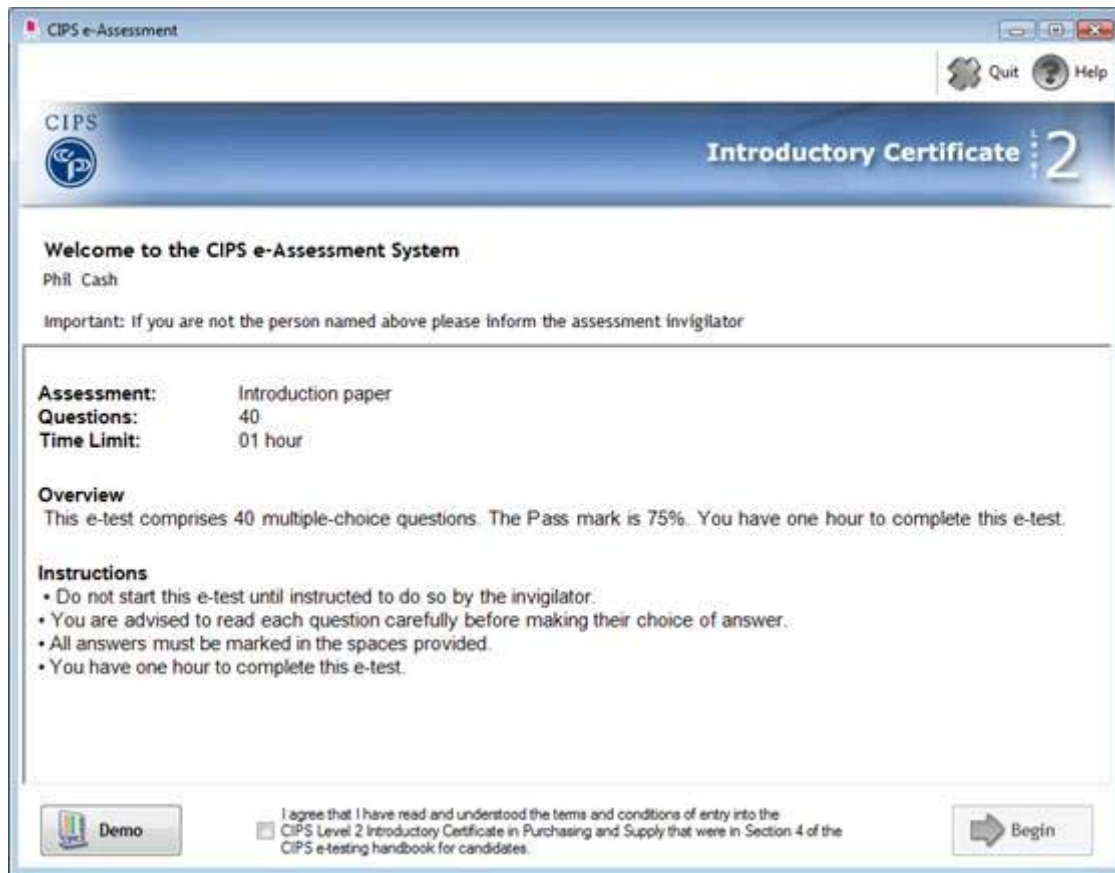 CIPS e-Assessment
Quit Help
CIPS
Introductory Certificate LEVEL 2
Welcome to the CIPS e-Assessment System
Phil Cash
Important: If you are not the person named above please inform the assessment invigilator
Assessment: Introduction paper
Questions: 40
Time Limit: 01 hour
Overview
This e-test comprises 40 multiple-choice questions. The Pass mark is 75%. You have one hour to complete this e-test.
Instructions
• Do not start this e-test until instructed to do so by the invigilator.
• You are advised to read each question carefully before making their choice of answer.
• All answers must be marked in the spaces provided.
• You have one hour to complete this e-test.
Demo
I agree that I have read and understood the terms and conditions of entry into the
CIPS Level 2 Introductory Certificate in Purchasing and Supply that were in Section 4 of the
CIPS e-testing handbook for candidates.
Begin